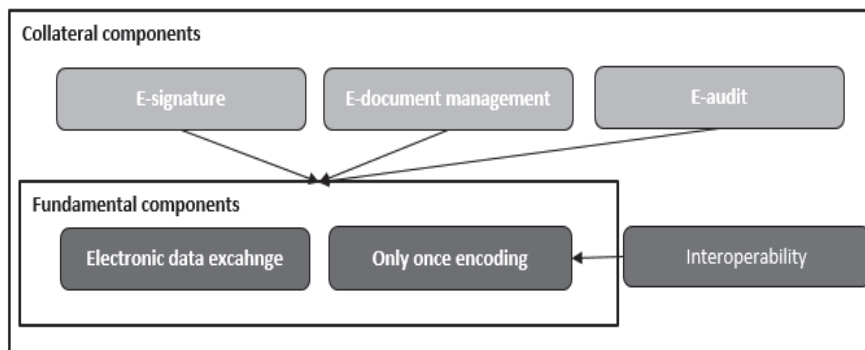 Collateral components
E-signature
E-document management
E-audit
Fundamental components
Electronic data excahnge
Only once encoding
Interoperability